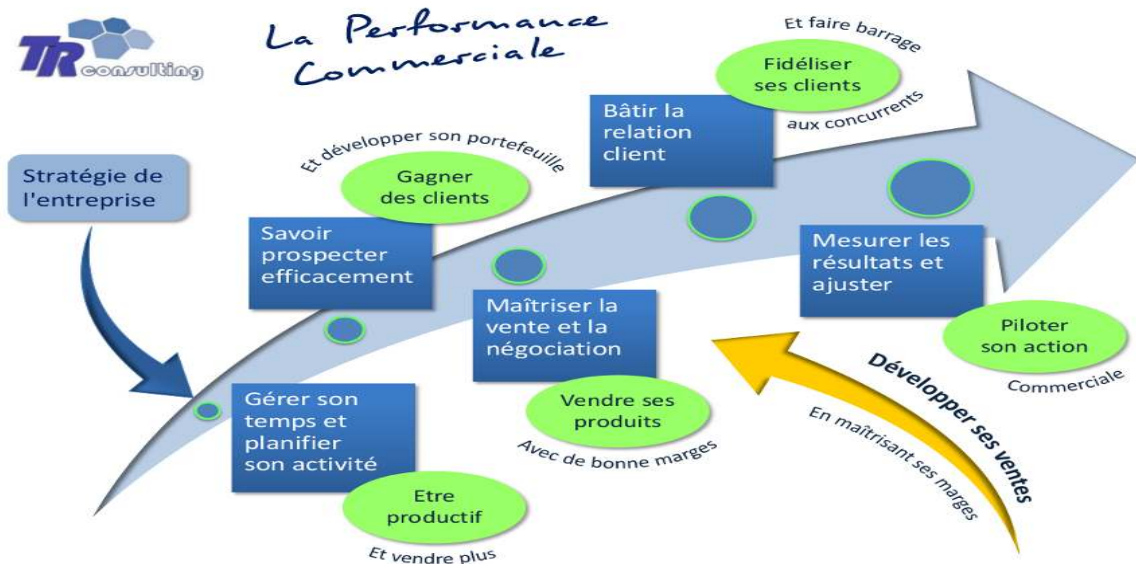 TR consulting
La Performance
Commerciale
Stratégie de
l'entreprise
Gérer son
temps et
planifier
son activité
Etre
productif
Et vendre plus
Savoir
prospecter
efficacement
Et développer son portefeuille
Gagner
des clients
Maîtriser la
vente et la
négociation
Vendre ses
produits
Avec de bonne marges
Bâtir la
relation
client
Et faire barrage
Fidéliser
ses clients
aux concurrents
Mesurer les
résultats et
ajuster
Piloter
son action
Commerciale
Développer ses ventes
En maîtrisant ses marges